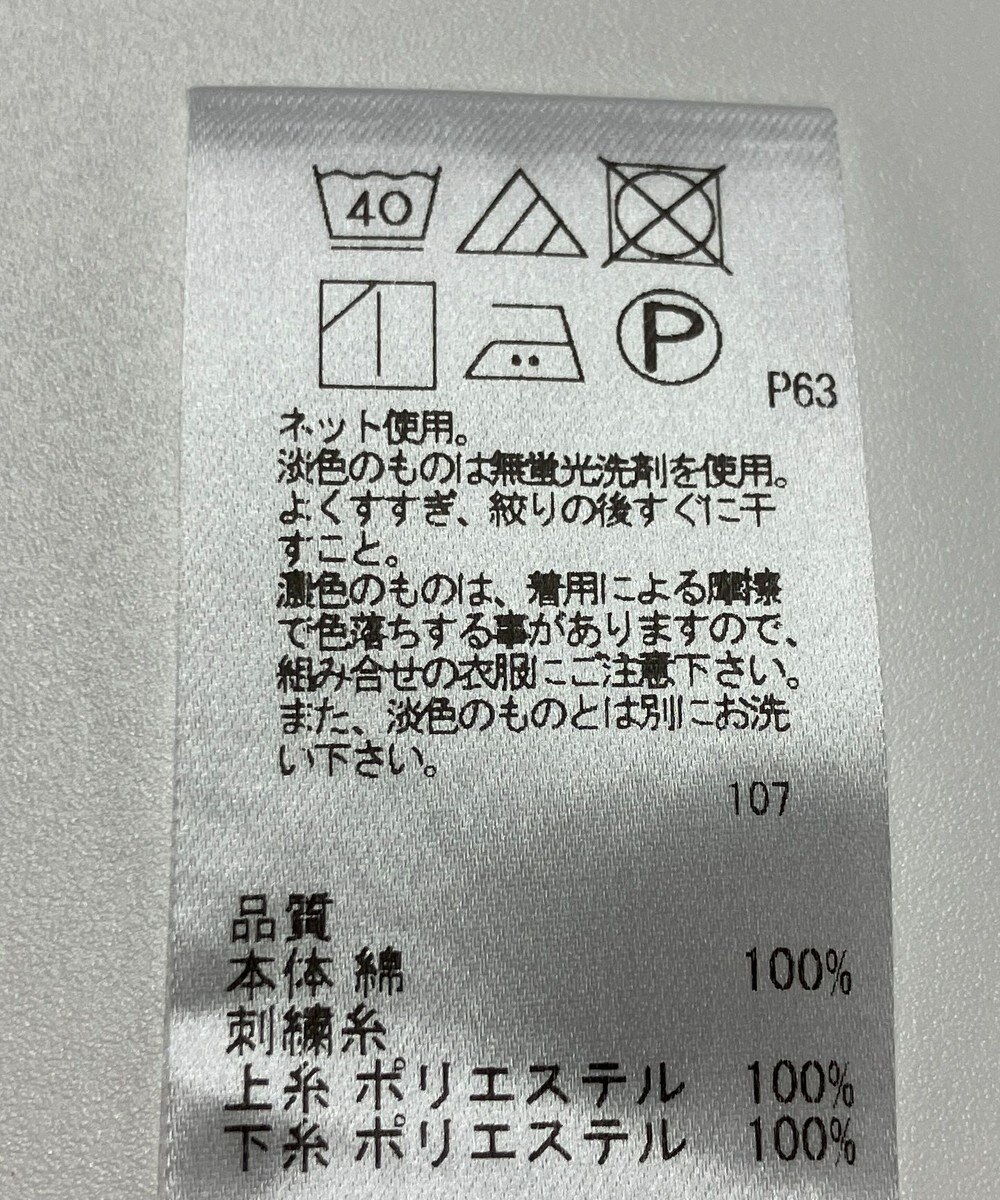 40
P
P63
ネット使用。
淡色のものは無蛍光洗剤を使用。
よくすすぎ、絞りの後すぐに干
すこと。
濃色のものは、着用による摩擦
で色落ちする事がありますので、
組み合せの衣服にご注意下さい。
また、淡色のものとは別にお洗
い下さい。
107
品質
本体 綿 100%
刺繍糸
上糸 ポリエステル 100%
下糸 ポリエステル 100%